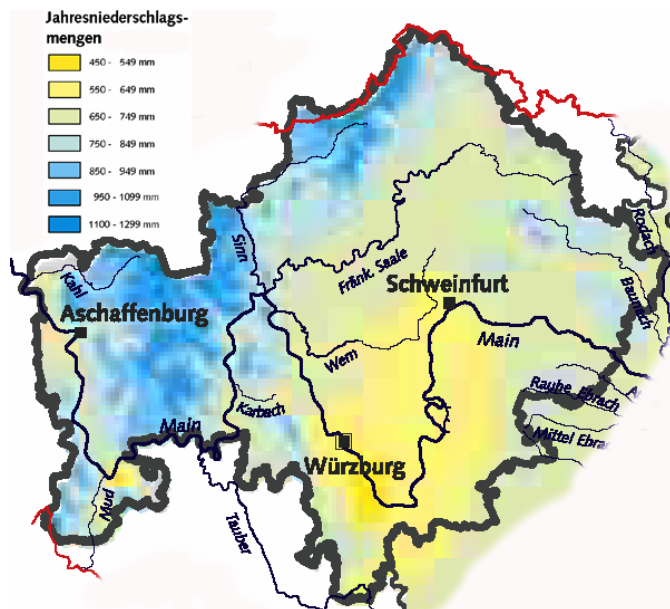 Jahresniederschlags-
mengen
450 - 549 mm
550 - 649 mm
650 - 749 mm
750 - 849 mm
850 - 949 mm
950 - 1099 mm
1100 - 1299 mm
Sinn
Rodach
Kahl
Fränk. Saale
Schweinfurt
Baunach
Aschaffenburg
Main
Wern
Rauhe Ebrach
Karbach
Main
Mittel Ebrac
Würzburg
Mud
Tauber